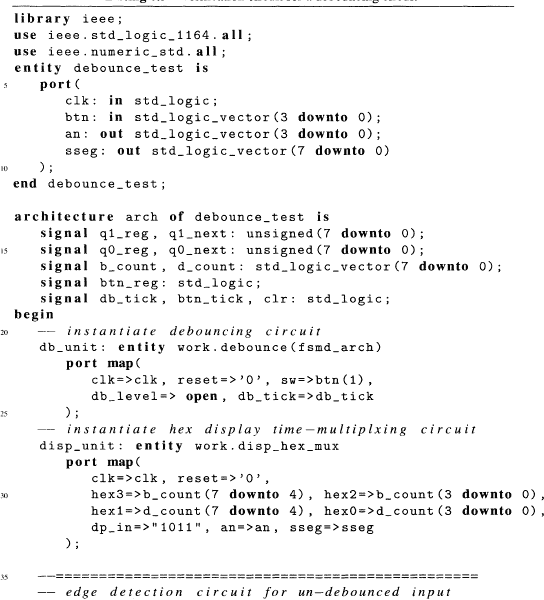 library ieee;
use ieee.std_logic_1164.all;
use ieee.numeric_std.all;
entity debounce_test is
5 port(
clk: in std_logic;
btn: in std_logic_vector(3 downto 0);
an: out std_logic_vector(3 downto 0);
sseg: out std_logic_vector(7 downto 0)
10 );
end debounce_test;
architecture arch of debounce_test is
signal q1_reg, q1_next: unsigned(7 downto 0);
15 signal q0_reg, q0_next: unsigned(7 downto 0);
signal b_count, d_count: std_logic_vector(7 downto 0);
signal btn_reg: std_logic;
signal db_tick, btn_tick, clr: std_logic;
begin
20 -- instantiate debouncing circuit
db_unit: entity work.debounce(fsmd_arch)
port map(
clk=>clk, reset=>'0', sw=>btn(1),
db_level=> open, db_tick=>db_tick
25 );
-- instantiate hex display time-multiplxing circuit
disp_unit: entity work.disp_hex_mux
port map(
clk=>clk, reset=>'0',
30 hex3=>b_count(7 downto 4), hex2=>b_count(3 downto 0),
hex1=>d_count(7 downto 4), hex0=>d_count(3 downto 0),
dp_in=>"1011", an=>an, sseg=>sseg
);
35 --=================================================
-- edge detection circuit for un-debounced input